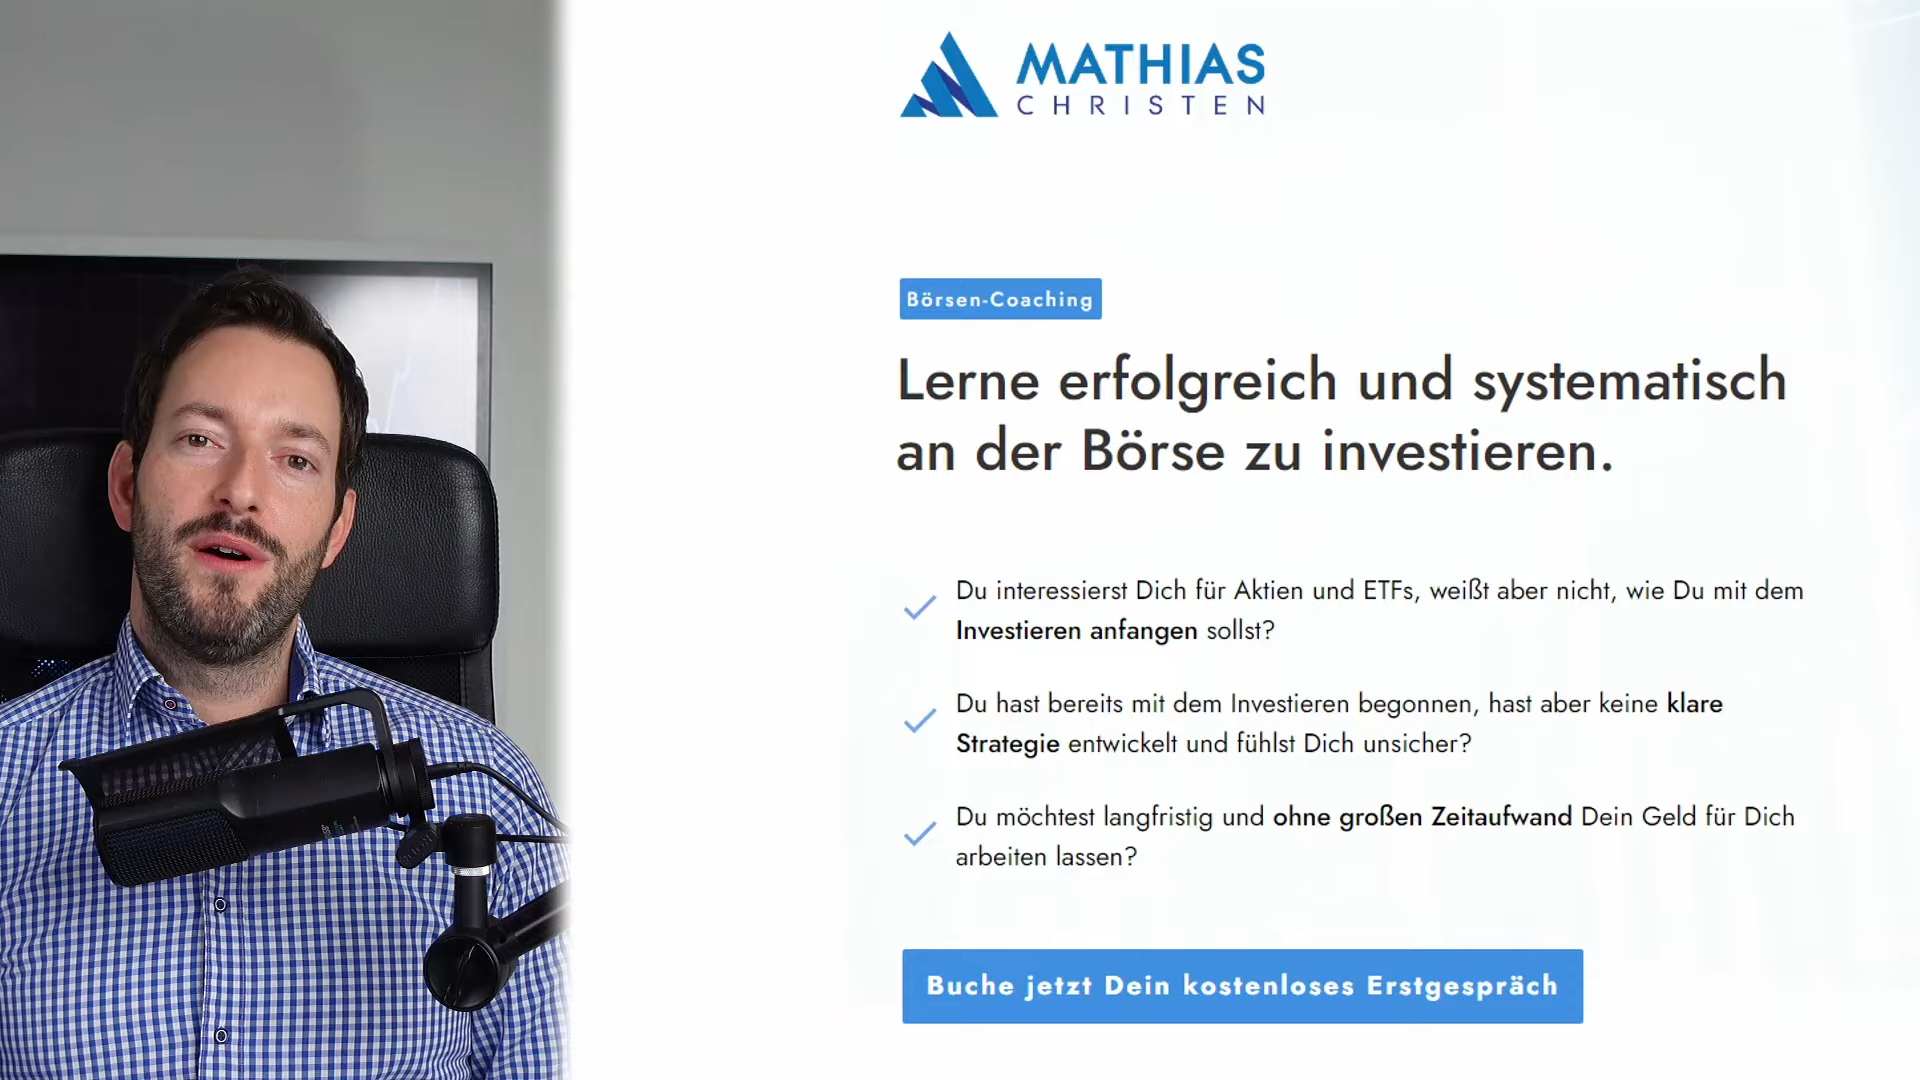 MATHIAS
CHRISTEN
Börsen-Coaching
Lerne erfolgreich und systematisch
an der Börse zu investieren.
Du interessierst Dich für Aktien und ETFs, weißt aber nicht, wie Du mit dem
Investieren anfangen sollst?
Du hast bereits mit dem Investieren begonnen, hast aber keine klare
Strategie entwickelt und fühlst Dich unsicher?
Du möchtest langfristig und ohne großen Zeitaufwand Dein Geld für Dich
arbeiten lassen?
Buche jetzt Dein kostenloses Erstgespräch